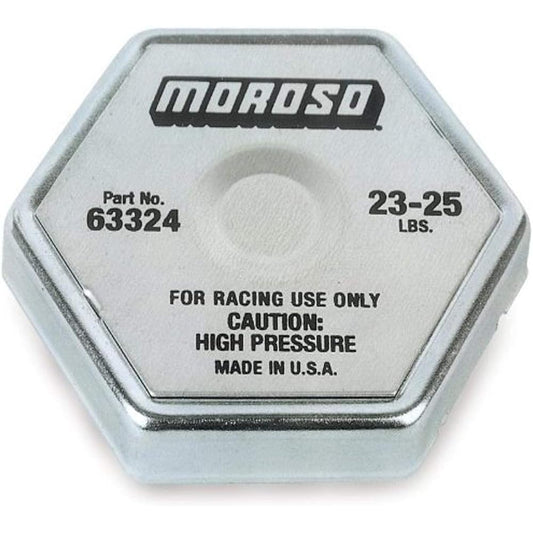 MOROSO
Part No.
63324
23-25
LBS.
FOR RACING USE ONLY
CAUTION:
HIGH PRESSURE
MADE IN U.S.A.